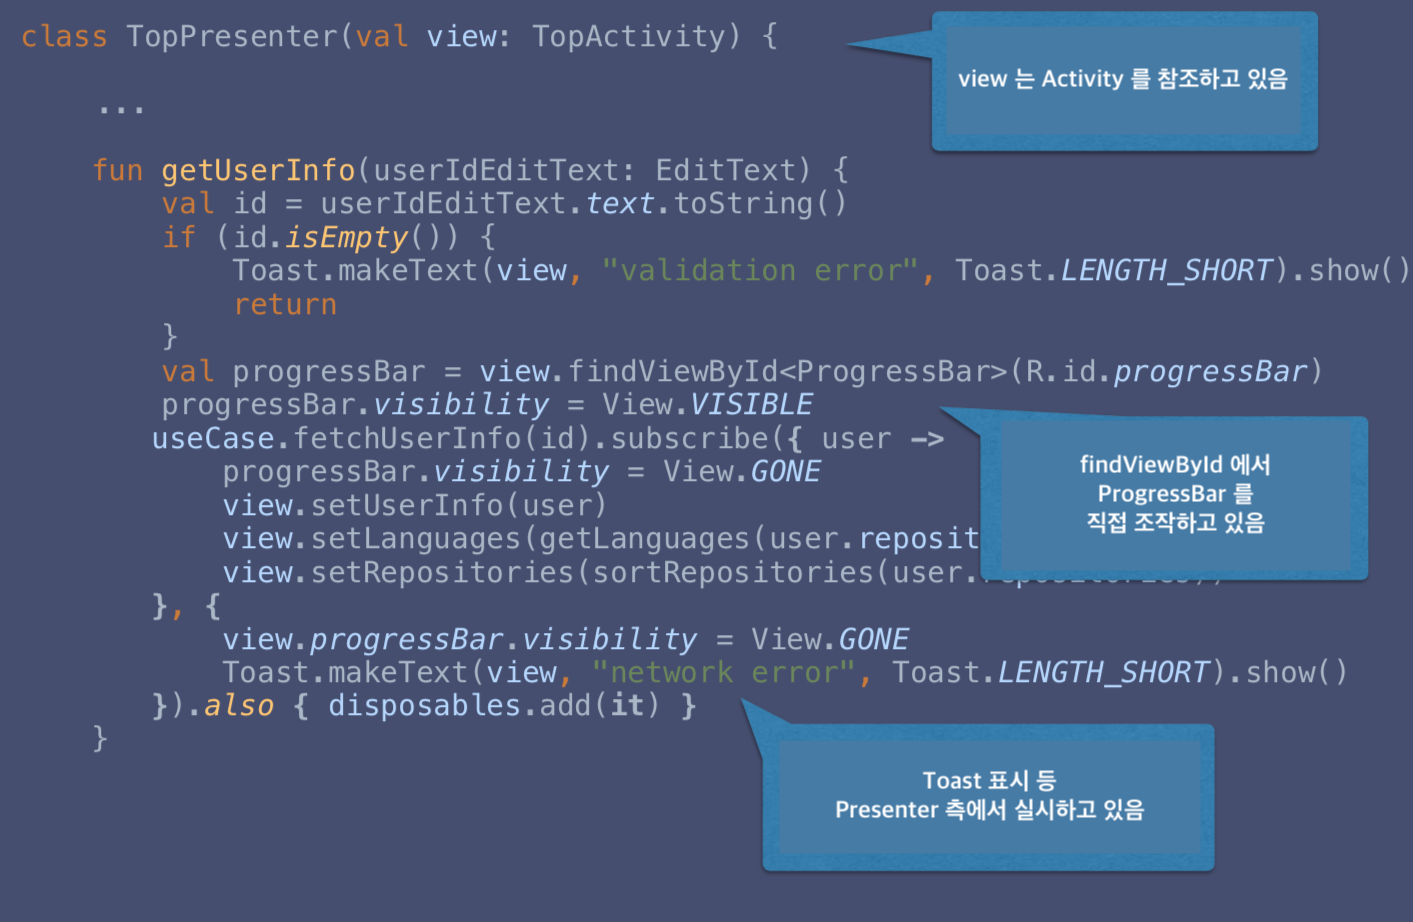 class TopPresenter(val view: TopActivity) {
view 는 Activity 를 참조하고 있음
...
fun getUserInfo(userIdEditText: EditText) {
val id = userIdEditText.text.toString()
if (id.isEmpty()) {
Toast.makeText(view, "validation error", Toast.LENGTH_SHORT).show()
return
}
val progressBar = view.findViewById<ProgressBar>(R.id.progressBar)
progressBar.visibility = View.VISIBLE
useCase.fetchUserInfo(id).subscribe({ user ->
progressBar.visibility = View.GONE
view.setUserInfo(user)
view.setLanguages(getLanguages(user.
view.setRepositories(sortRepositories(user.
findViewById 에서
ProgressBar 를
직접 조작하고 있음
}, {
view.progressBar.visibility = View.GONE
Toast.makeText(view, "network error", Toast.LENGTH_SHORT).show()
}).also { disposables.add(it) }
}
Toast 표시 등
Presenter 측에서 실시하고 있음